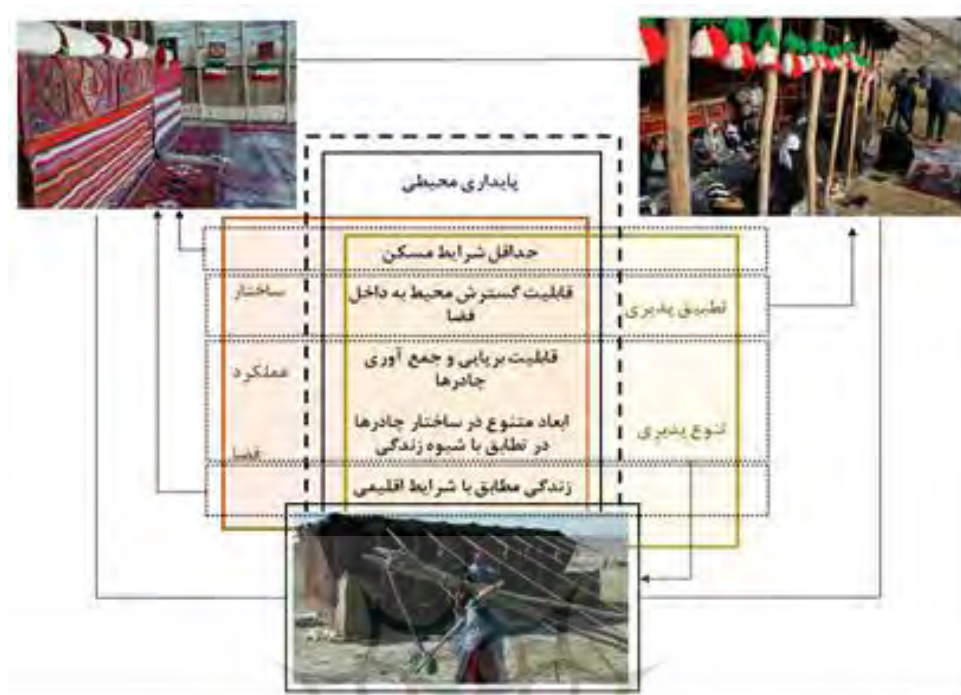 پایداری محیطی
حداقل شرایط مسکن
ساختار
قابلیت گسترش محیط به داخل
فضا
تطبیق پذیری
عملکرد
قابلیت برپایی و جمع آوری
چادرها
ابعاد متنوع در ساختار چادرها
در تطابق با شیوه زندگی
تنوع پذیری
فضا
زندگی مطابق با شرایط اقلیمی